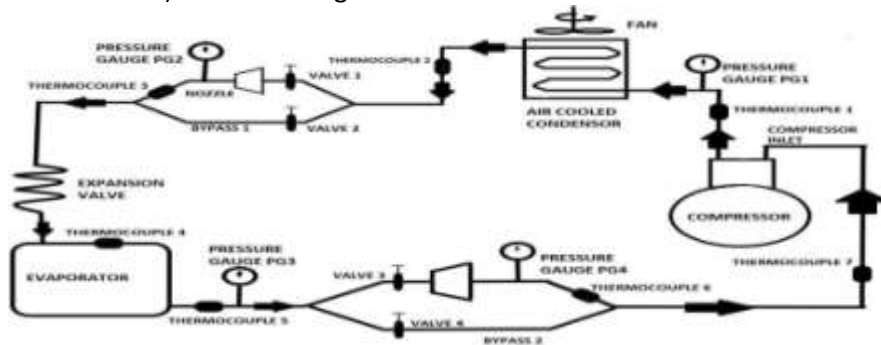 FAN
PRESSURE
GAUGE PG2
THERMOCOUPLE 2
PRESSURE
GAUGE PG1
THERMOCOUPLE 3
VALVE 1
NOZZLE
BYPASS 1
VALVE 2
AIR COOLED
CONDENSOR
THERMOCOUPLE 1
COMPRESSOR
INLET
EXPANSION
VALVE
COMPRESSOR
THERMOCOUPLE 4
PRESSURE
GAUGE PG3
PRESSURE
GAUGE PG4
EVAPORATOR
VALVE 3
THERMOCOUPLE 7
THERMOCOUPLE 6
THERMOCOUPLE 5
VALVE 4
BYPASS 2